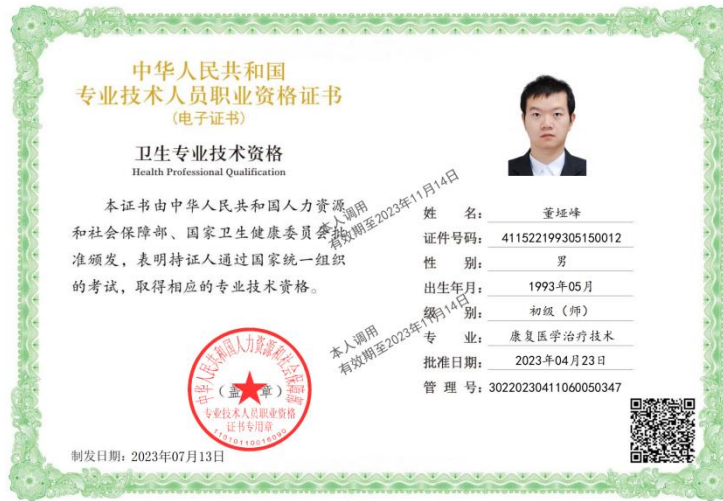 中华人民共和国
专业技术人员职业资格证书
(电子证书)
卫生专业技术资格
Health Professional Qualification
本证书由中华人民共和国人力资源
和社会保障部、国家卫生健康委员会批
准颁发，表明持证人通过国家统一组织
的考试，取得相应的专业技术资格。
本人调用
有效期至2023年11月14日
本人调用
有效期至2023年11月14日
姓 名： 董垭峰
证件号码： 411522199305150012
性 别： 男
出生年月： 1993年05月
级 别： 初级（师）
专 业： 康复医学治疗技术
批准日期： 2023年04月23日
管 理 号： 30220230411060050347
中华人民共和国人力资源和社会保障部
（盖章）
专业技术人员职业资格
证书专用章
制发日期：2023年07月13日